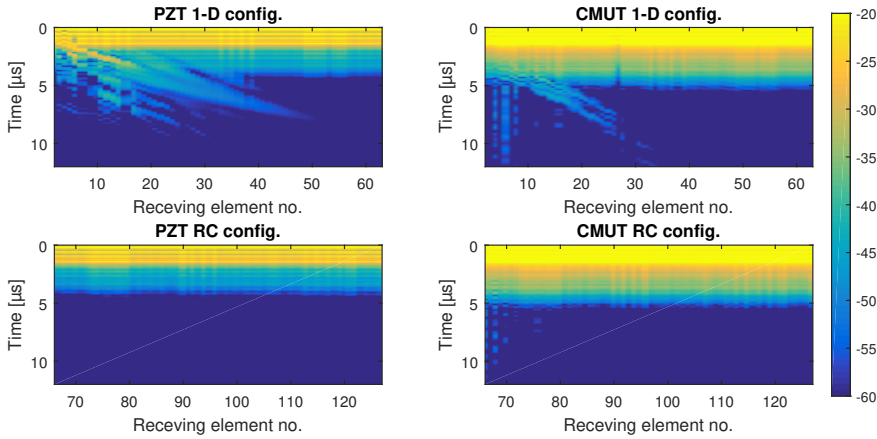 PZT 1-D config.
0
5
10
Time [µs]
10 20 30 40 50 60
Receving element no.
CMUT 1-D config.
0
5
10
Time [µs]
10 20 30 40 50 60
Receving element no.
PZT RC config.
0
5
10
Time [µs]
70 80 90 100 110 120
Receving element no.
CMUT RC config.
0
5
10
Time [µs]
70 80 90 100 110 120
Receving element no.
-20
-25
-30
-35
-40
-45
-50
-55
-60